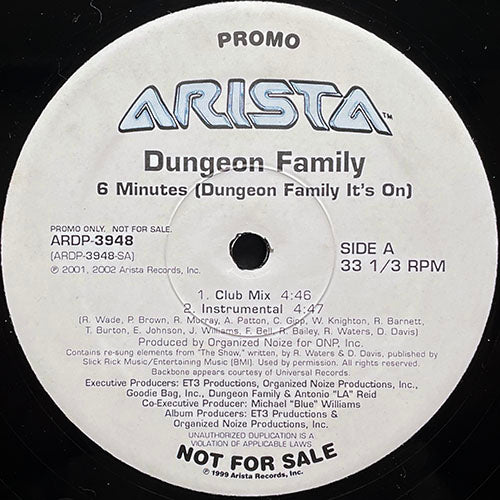 PROMO
ARISTA™
Dungeon Family
6 Minutes (Dungeon Family It's On)
PROMO ONLY. NOT FOR SALE.
ARDP-3948
(ARDP-3948-SA)
℗ 2001, 2002 Arista Records, Inc.
SIDE A
33 1/3 RPM
1. Club Mix 4:46
2. Instrumental 4:47
(R. Wade, P. Brown, R. Murray, A. Patton, C. Gipp, W. Knighton, R. Barnett,
T. Burton, E. Johnson, J. Williams, F. Bell, R. Bailey, R. Waters, D. Davis)
Produced by Organized Noize for ONP, Inc.
Contains re-sung elements from "The Show," written, by R. Waters & D. Davis, published by
Slick Rick Music/Entertaining Music (BMI). Used by permission. All rights reserved.
Backbone appears courtesy of Universal Records.
Executive Producers: ET3 Pruductions, Organized Noize Productions, Inc.,
Goodie Bag, Inc., Dungeon Family & Antonio "LA" Reid
Co-Executive Producer: Michael "Blue" Williams
Album Producers: ET3 Pruductions &
Organized Noize Productions, Inc.
UNAUTHORIZED DUPLICATION IS A
VIOLATION OF APPLICABLE LAWS
NOT FOR SALE
℗ 1999 Arista Records, Inc.